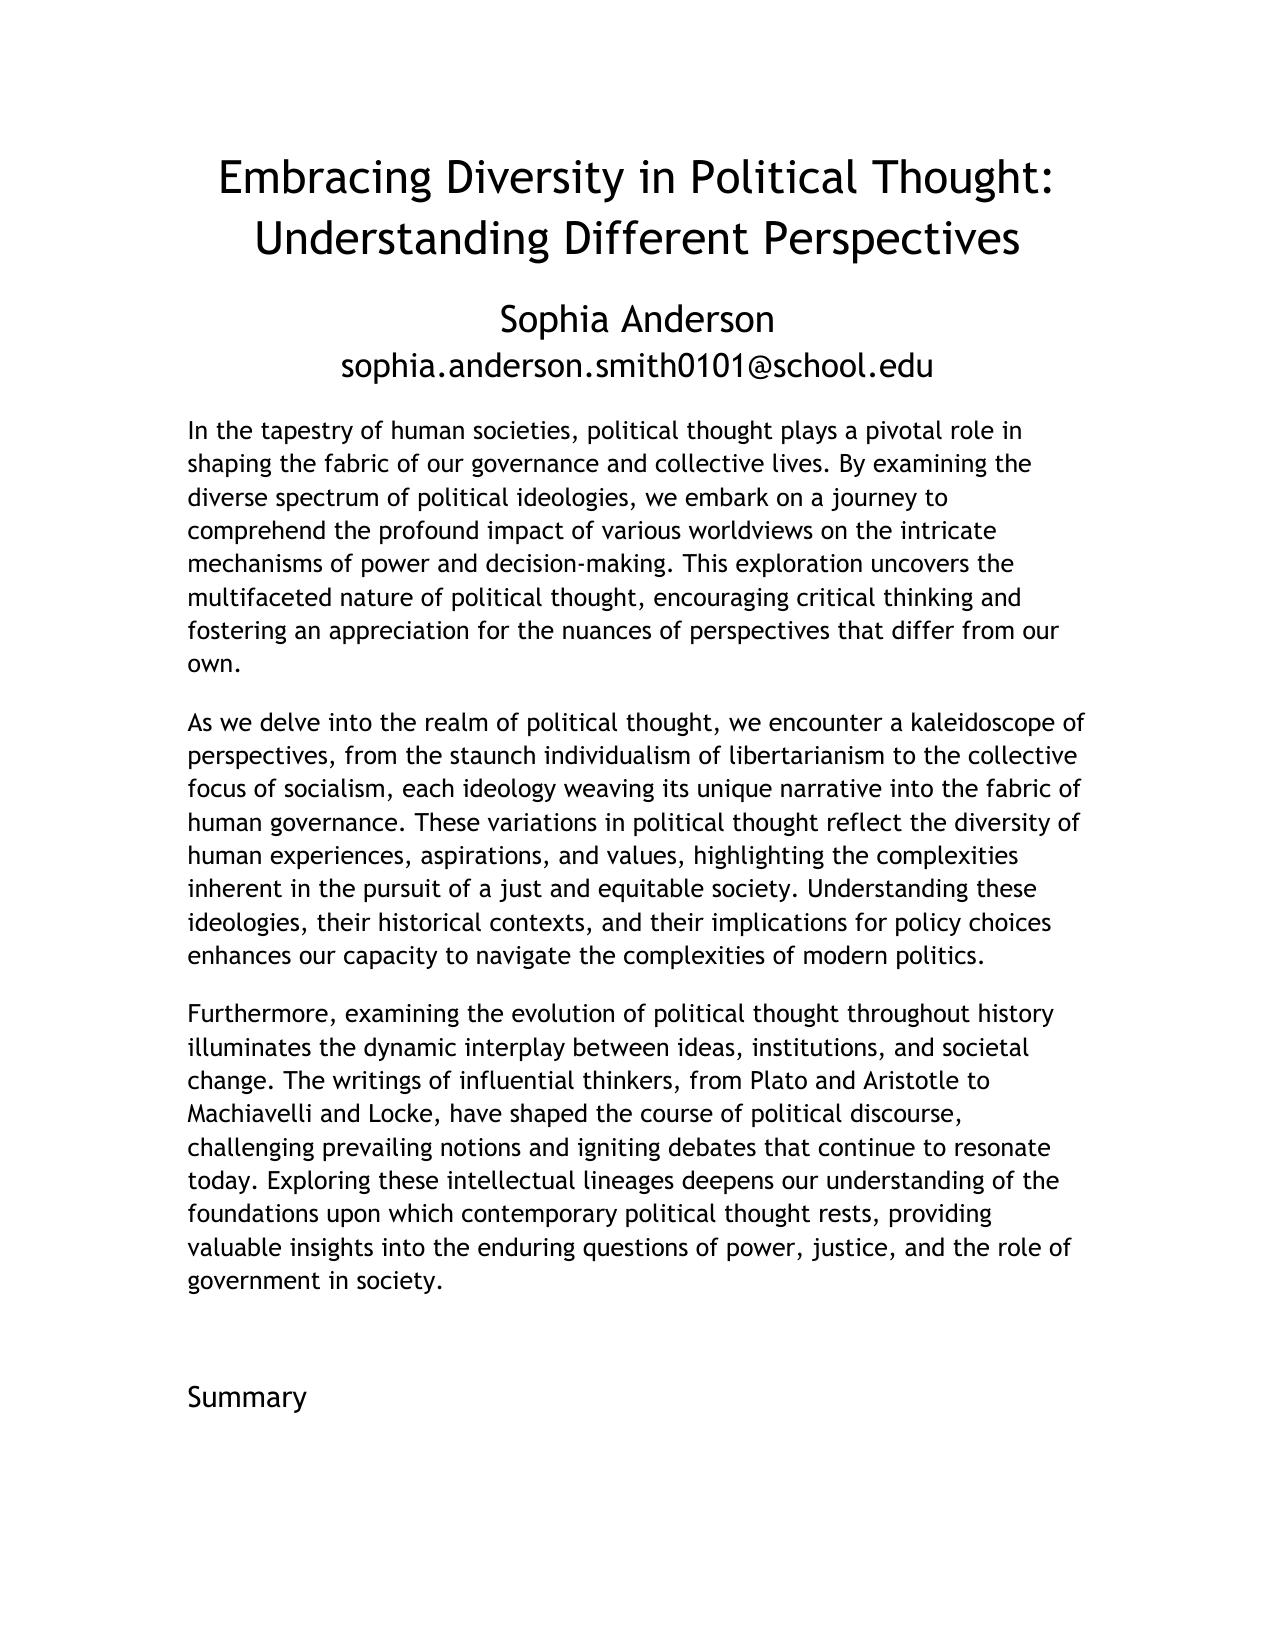 Embracing Diversity in Political Thought:
Understanding Different Perspectives
Sophia Anderson
sophia.anderson.smith0101@school.edu
In the tapestry of human societies, political thought plays a pivotal role in
shaping the fabric of our governance and collective lives. By examining the
diverse spectrum of political ideologies, we embark on a journey to
comprehend the profound impact of various worldviews on the intricate
mechanisms of power and decision-making. This exploration uncovers the
multifaceted nature of political thought, encouraging critical thinking and
fostering an appreciation for the nuances of perspectives that differ from our
own.
As we delve into the realm of political thought, we encounter a kaleidoscope of
perspectives, from the staunch individualism of libertarianism to the collective
focus of socialism, each ideology weaving its unique narrative into the fabric of
human governance. These variations in political thought reflect the diversity of
human experiences, aspirations, and values, highlighting the complexities
inherent in the pursuit of a just and equitable society. Understanding these
ideologies, their historical contexts, and their implications for policy choices
enhances our capacity to navigate the complexities of modern politics.
Furthermore, examining the evolution of political thought throughout history
illuminates the dynamic interplay between ideas, institutions, and societal
change. The writings of influential thinkers, from Plato and Aristotle to
Machiavelli and Locke, have shaped the course of political discourse,
challenging prevailing notions and igniting debates that continue to resonate
today. Exploring these intellectual lineages deepens our understanding of the
foundations upon which contemporary political thought rests, providing
valuable insights into the enduring questions of power, justice, and the role of
government in society.
Summary